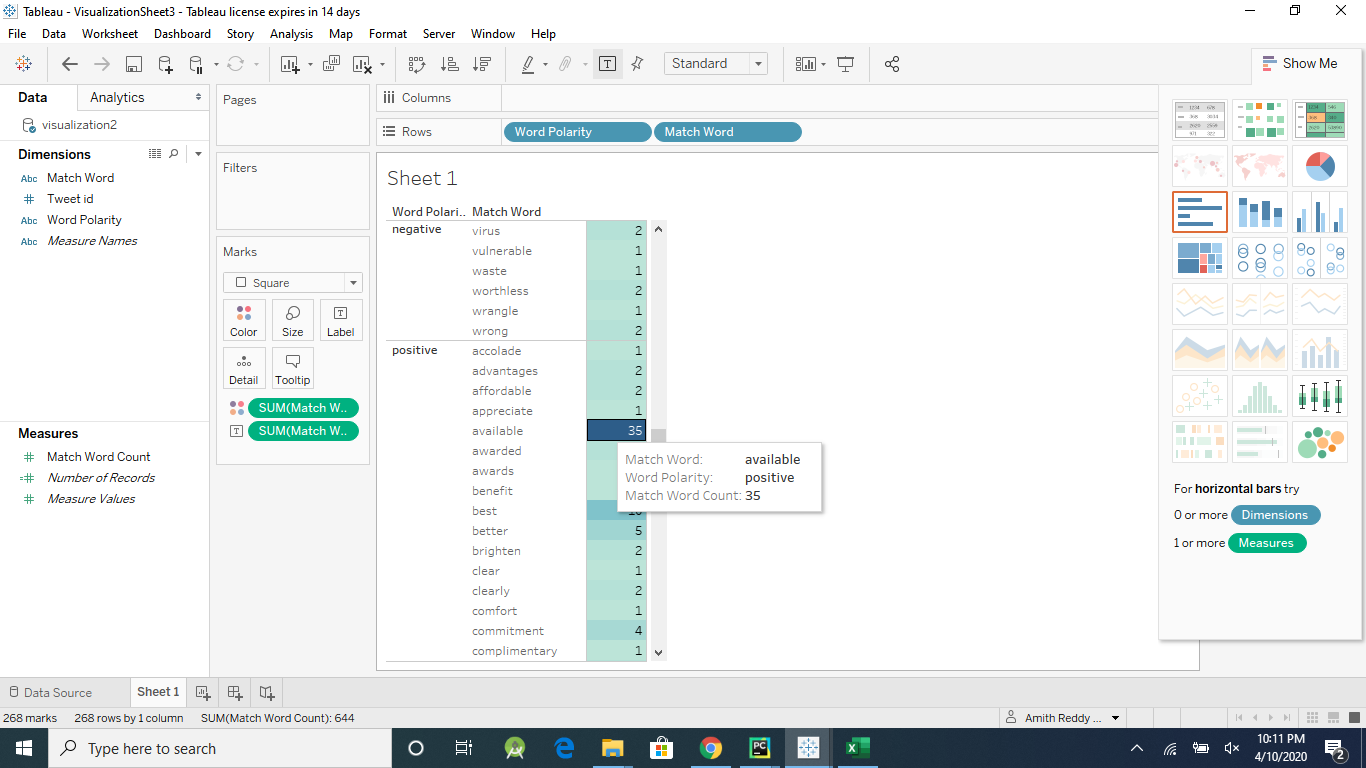 Tableau - VisualizationSheet3 - Tableau license expires in 14 days
File Data Worksheet Dashboard Story Analysis Map Format Server Window Help
Standard
Show Me
Data Analytics
visualization2
Dimensions
Abc Match Word
# Tweet id
Abc Word Polarity
Abc Measure Names
Measures
# Match Word Count
=# Number of Records
# Measure Values
Pages
Filters
Marks
Square
Color Size Label
Detail Tooltip
SUM(Match W..
SUM(Match W..
Columns
Rows Word Polarity Match Word
Sheet 1
Word Polari.. Match Word
negative virus 2
vulnerable 1
waste 1
worthless 2
wrangle 1
wrong 2
positive accolade 1
advantages 2
affordable 2
appreciate 1
available 35
awarded
awards
benefit
best
better 5
brighten 2
clear 1
clearly 2
comfort 1
commitment 4
complimentary 1
Match Word: available
Word Polarity: positive
Match Word Count: 35
For horizontal bars try
0 or more Dimensions
1 or more Measures
Data Source Sheet 1
268 marks 268 rows by 1 column SUM(Match Word Count): 644
Amith Reddy ...
Type here to search
10:11 PM
4/10/2020
2